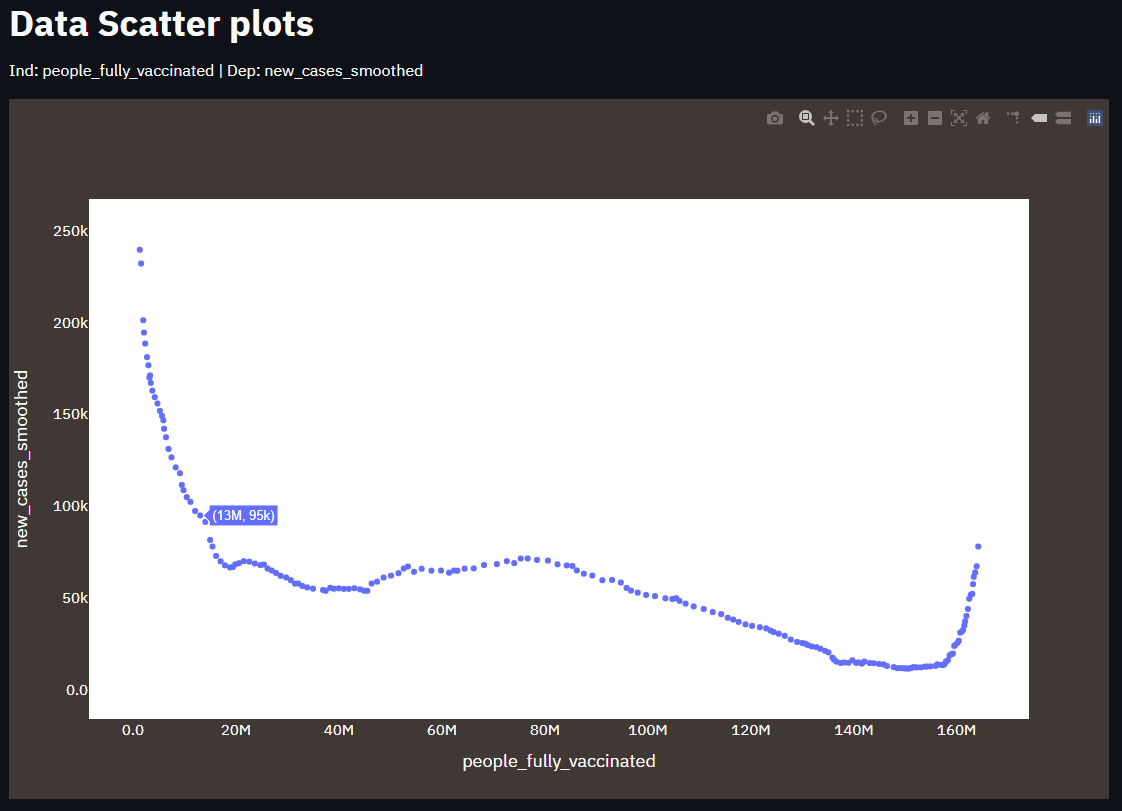 Data Scatter plots
Ind: people_fully_vaccinated | Dep: new_cases_smoothed
250k
200k
150k
100k
50k
0.0
new_cases_smoothed
(13M, 95k)
0.0 20M 40M 60M 80M 100M 120M 140M 160M
people_fully_vaccinated